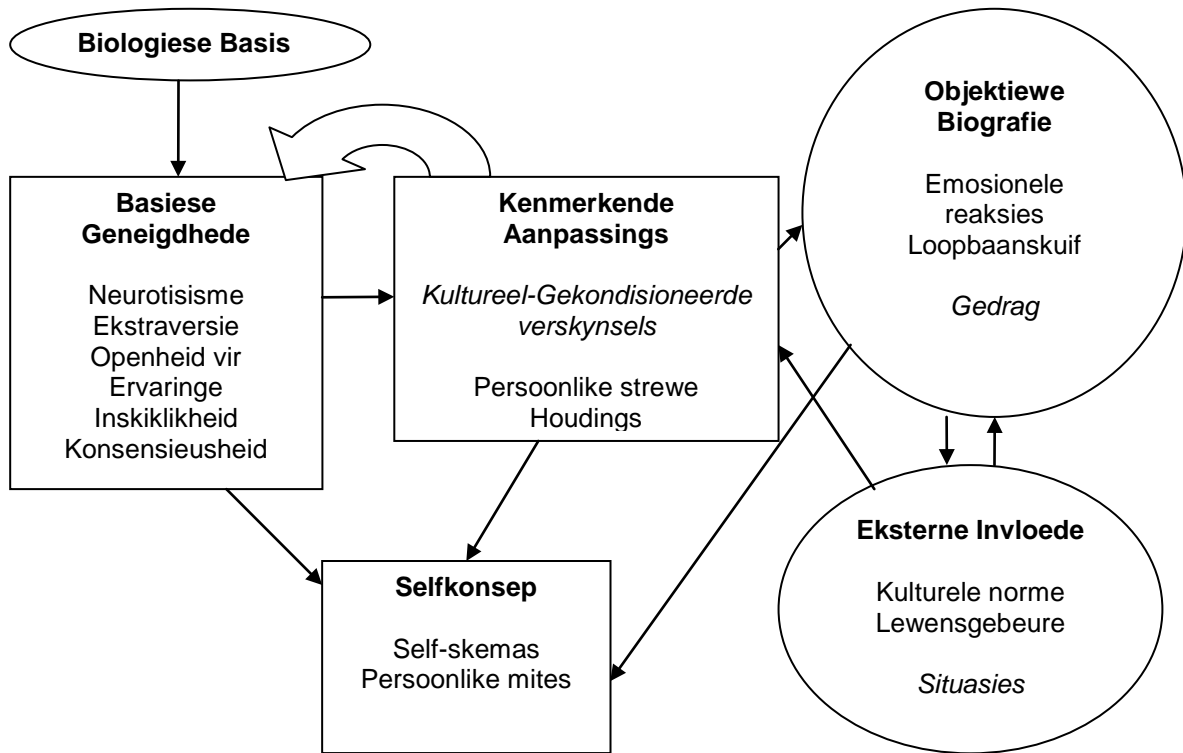 Biologiese Basis
Basiese
Geneigdhede
Neurotisisme
Ekstraversie
Openheid vir
Ervaringe
Inskiklikheid
Konsensieusheid
Kenmerkende
Aanpassings
Kultureel-Gekondisioneerde
verskynsels
Persoonlike strewe
Houdings
Objektiewe
Biografie
Emosionele
reaksies
Loopbaanskuif
Gedrag
Selfkonsep
Self-skemas
Persoonlike mites
Eksterne Invloede
Kulturele norme
Lewensgebeure
Situasies